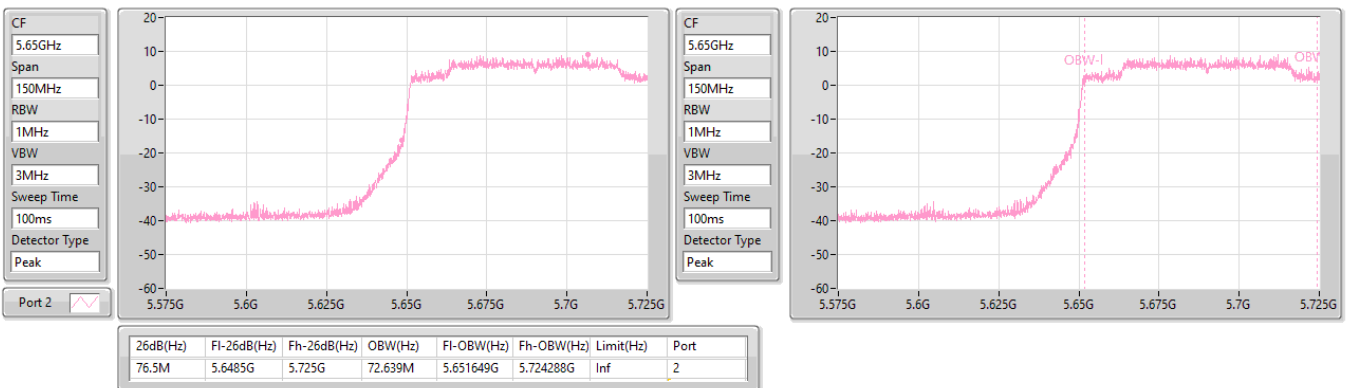 CF
5.65GHz
Span
150MHz
RBW
1MHz
VBW
3MHz
Sweep Time
100ms
Detector Type
Peak
Port 2
20
10
0
-10
-20
-30
-40
-50
-60
5.575G 5.6G 5.625G 5.65G 5.675G 5.7G 5.725G
CF
5.65GHz
Span
150MHz
RBW
1MHz
VBW
3MHz
Sweep Time
100ms
Detector Type
Peak
20
10
0
-10
-20
-30
-40
-50
-60
OBW-l OBW
5.575G 5.6G 5.625G 5.65G 5.675G 5.7G 5.725G
26dB(Hz) Fl-26dB(Hz) Fh-26dB(Hz) OBW(Hz) Fl-OBW(Hz) Fh-OBW(Hz) Limit(Hz) Port
76.5M 5.6485G 5.725G 72.639M 5.651649G 5.724288G Inf 2